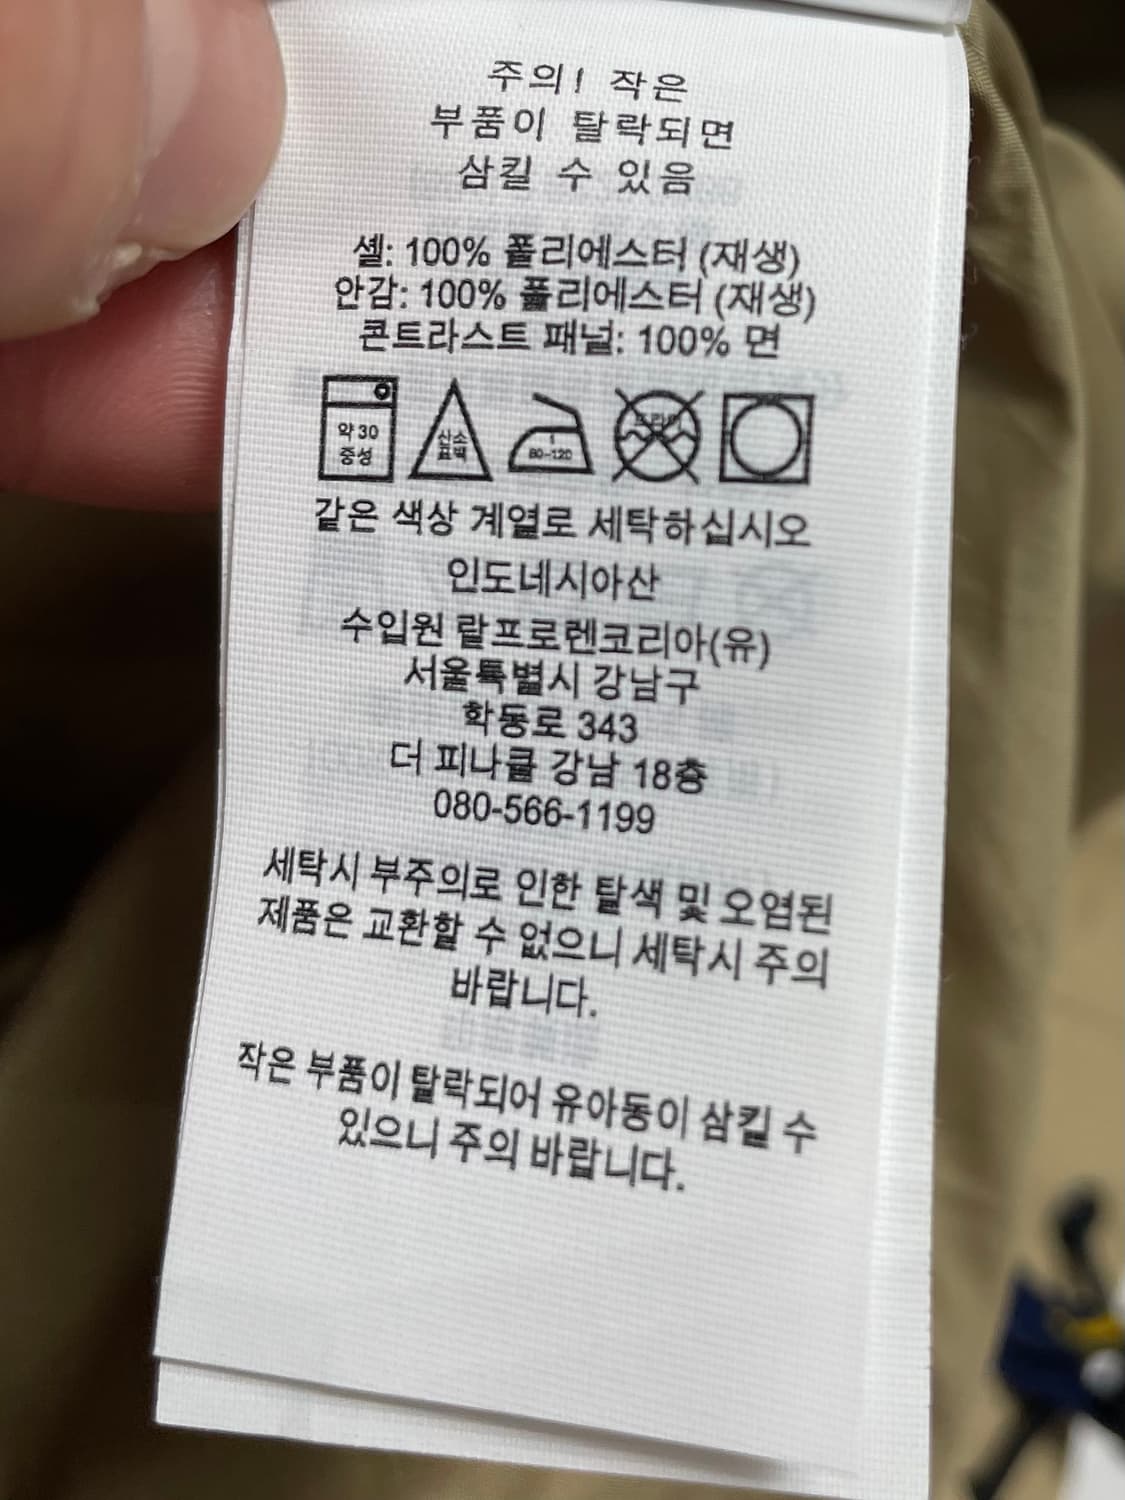 주의! 작은
부품이 탈락되면
삼킬 수 있음
셸: 100% 폴리에스터 (재생)
안감: 100% 폴리에스터 (재생)
콘트라스트 패널: 100% 면
약 30
중성
산소
표백
80-120
드라이
같은 색상 계열로 세탁하십시오
인도네시아산
수입원 랄프로렌코리아(유)
서울특별시 강남구
학동로 343
더 피나클 강남 18층
080-566-1199
세탁시 부주의로 인한 탈색 및 오염된
제품은 교환할 수 없으니 세탁시 주의
바랍니다.
작은 부품이 탈락되어 유아동이 삼킬 수
있으니 주의 바랍니다.